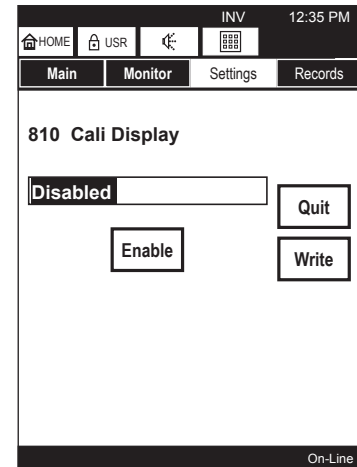 INV 12:35 PM
HOME USR
Main Monitor Settings Records
810 Cali Display
Disabled
Quit
Enable
Write
On-Line